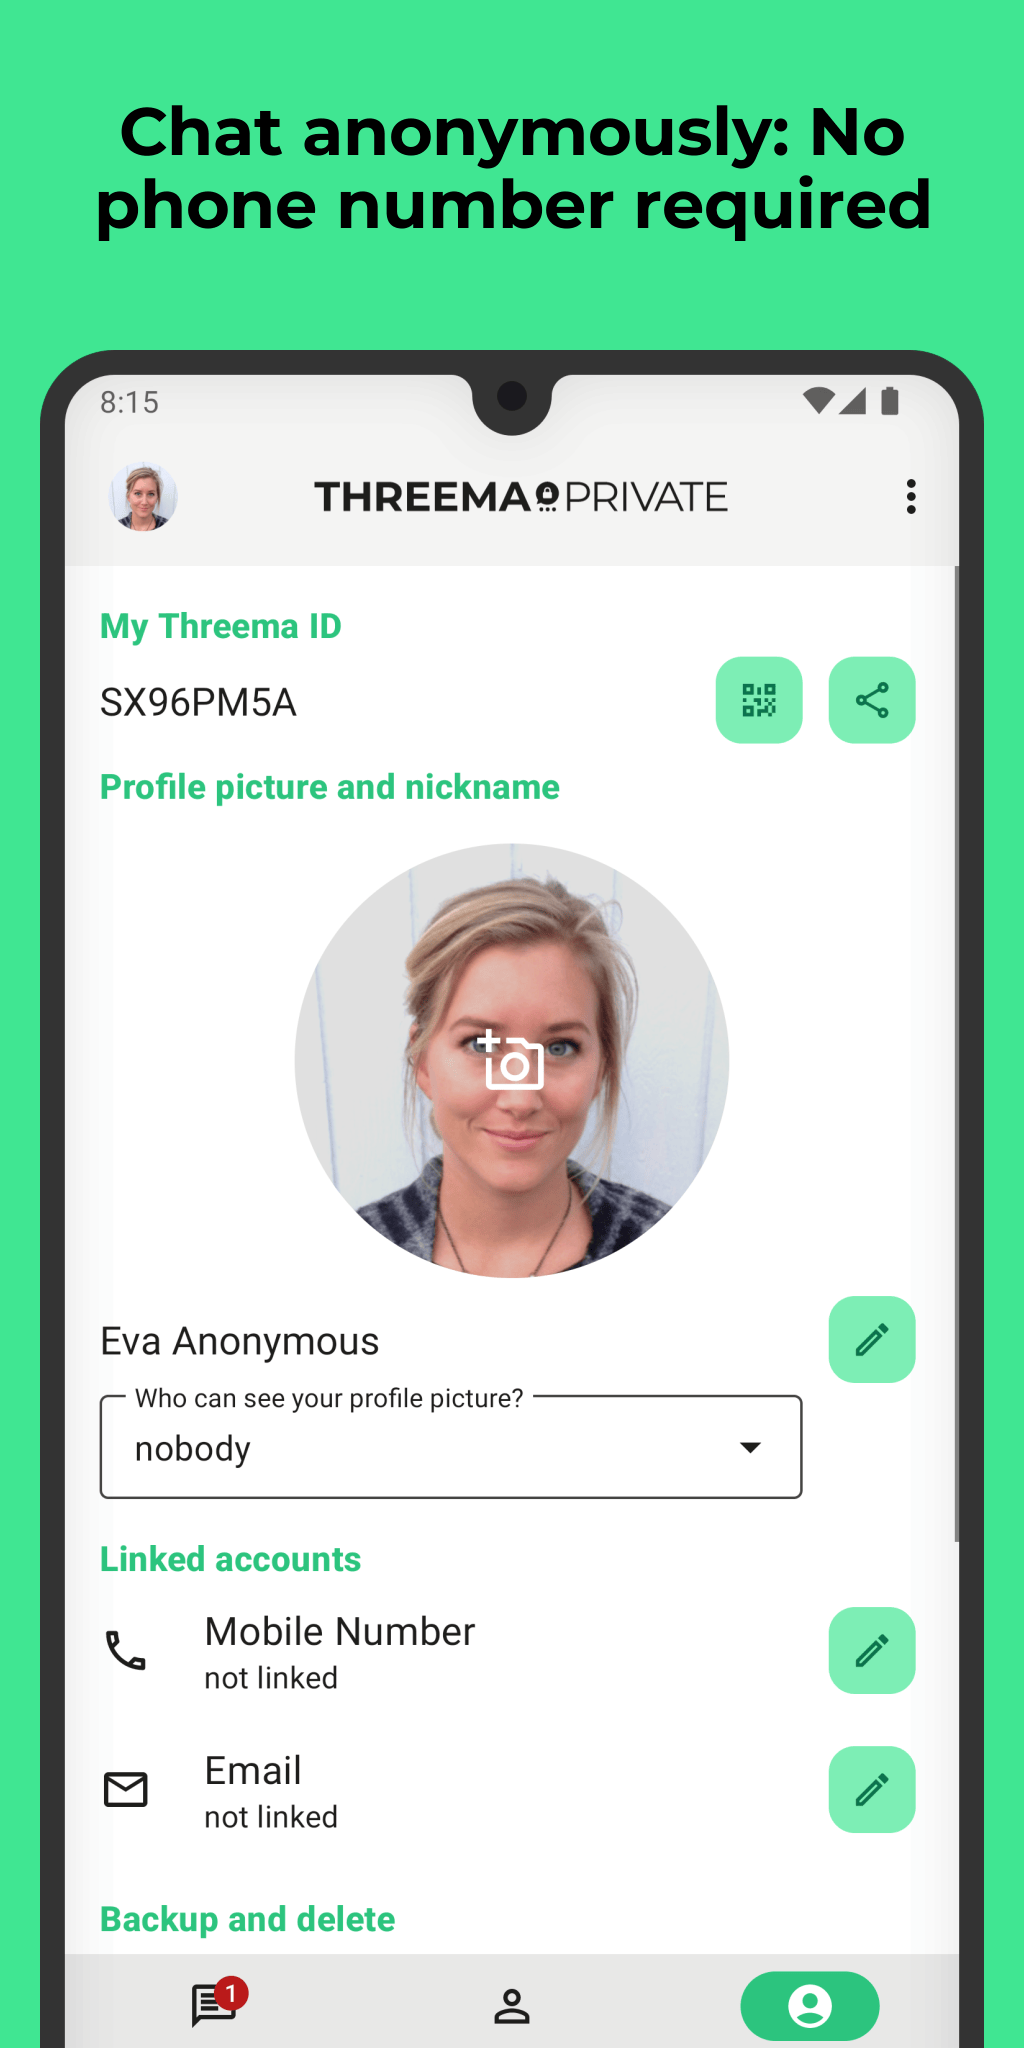 Chat anonymously: No
phone number required
8:15
THREEMA PRIVATE
My Threema ID
SX96PM5A
Profile picture and nickname
Eva Anonymous
Who can see your profile picture?
nobody
Linked accounts
Mobile Number
not linked
Email
not linked
Backup and delete
1